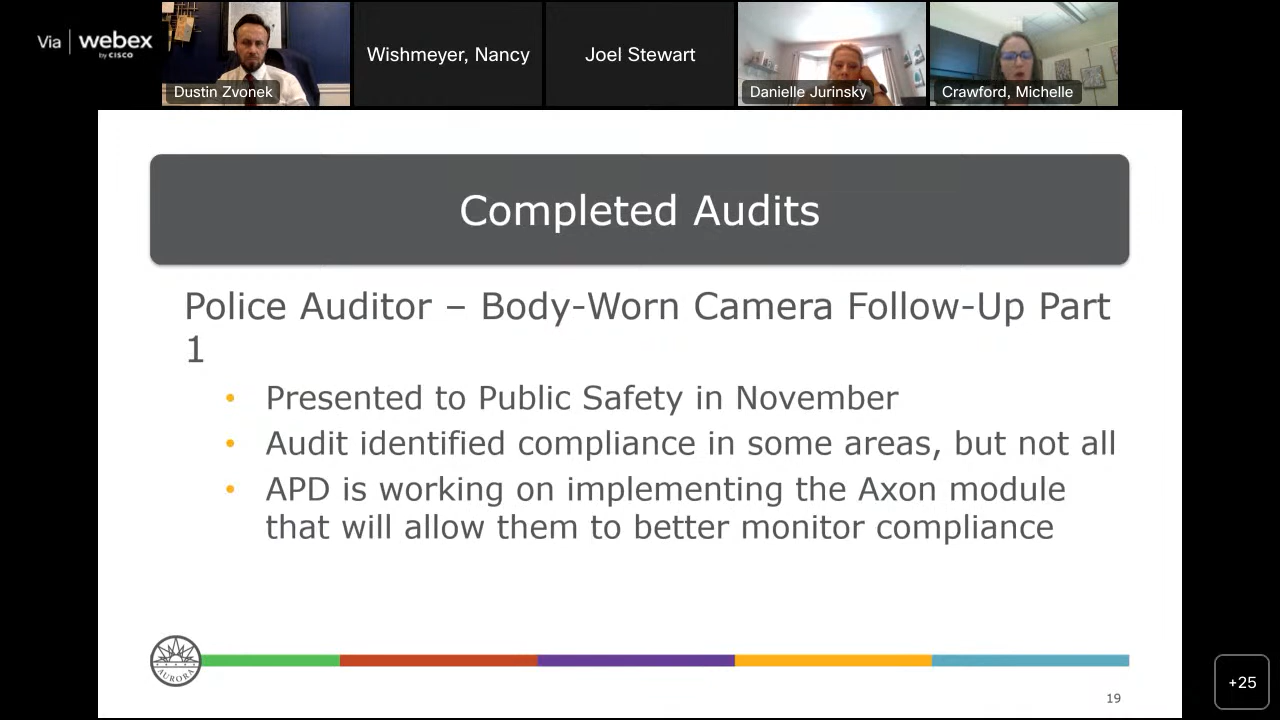 Via webex
by CISCO
Dustin Zvonek
Wishmeyer, Nancy
Joel Stewart
Danielle Jurinsky
Crawford, Michelle
Completed Audits
Police Auditor – Body-Worn Camera Follow-Up Part
1
• Presented to Public Safety in November
• Audit identified compliance in some areas, but not all
• APD is working on implementing the Axon module
that will allow them to better monitor compliance
AURORA
19
+25